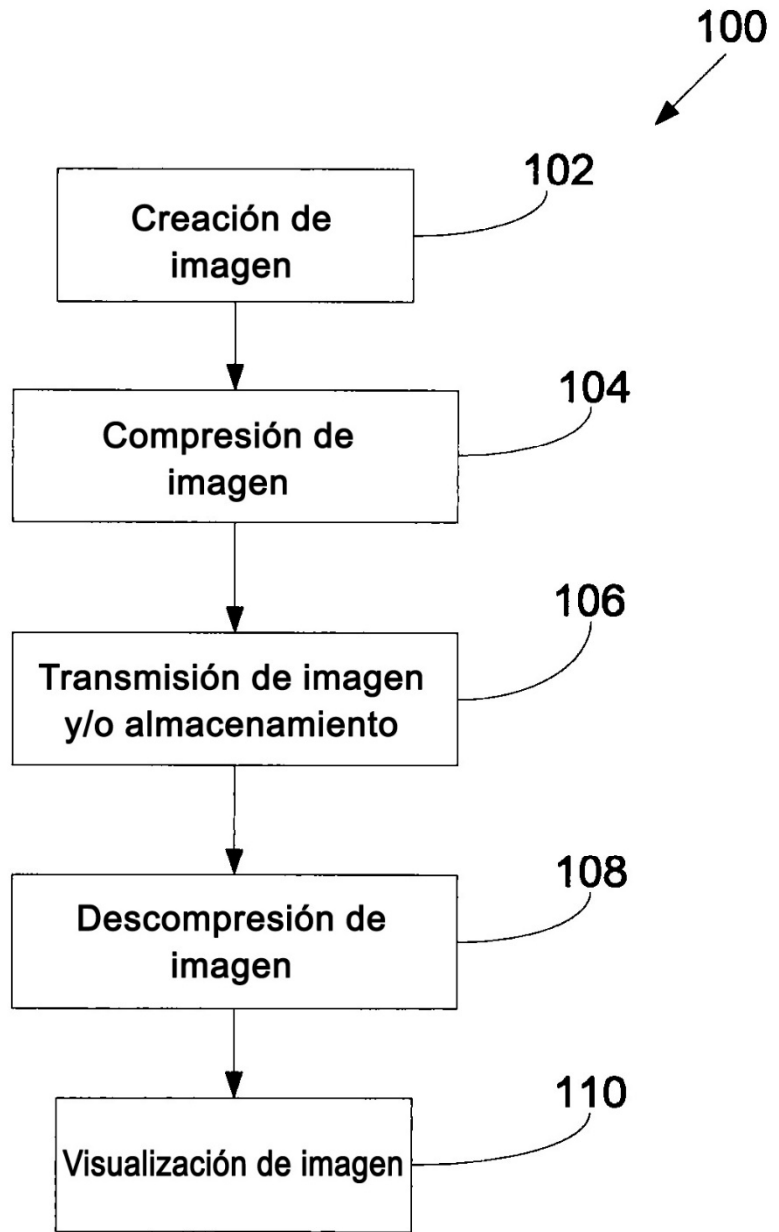 100
102
Creación de
imagen
104
Compresión de
imagen
106
Transmisión de imagen
y/o almacenamiento
108
Descompresión de
imagen
110
Visualización de imagen